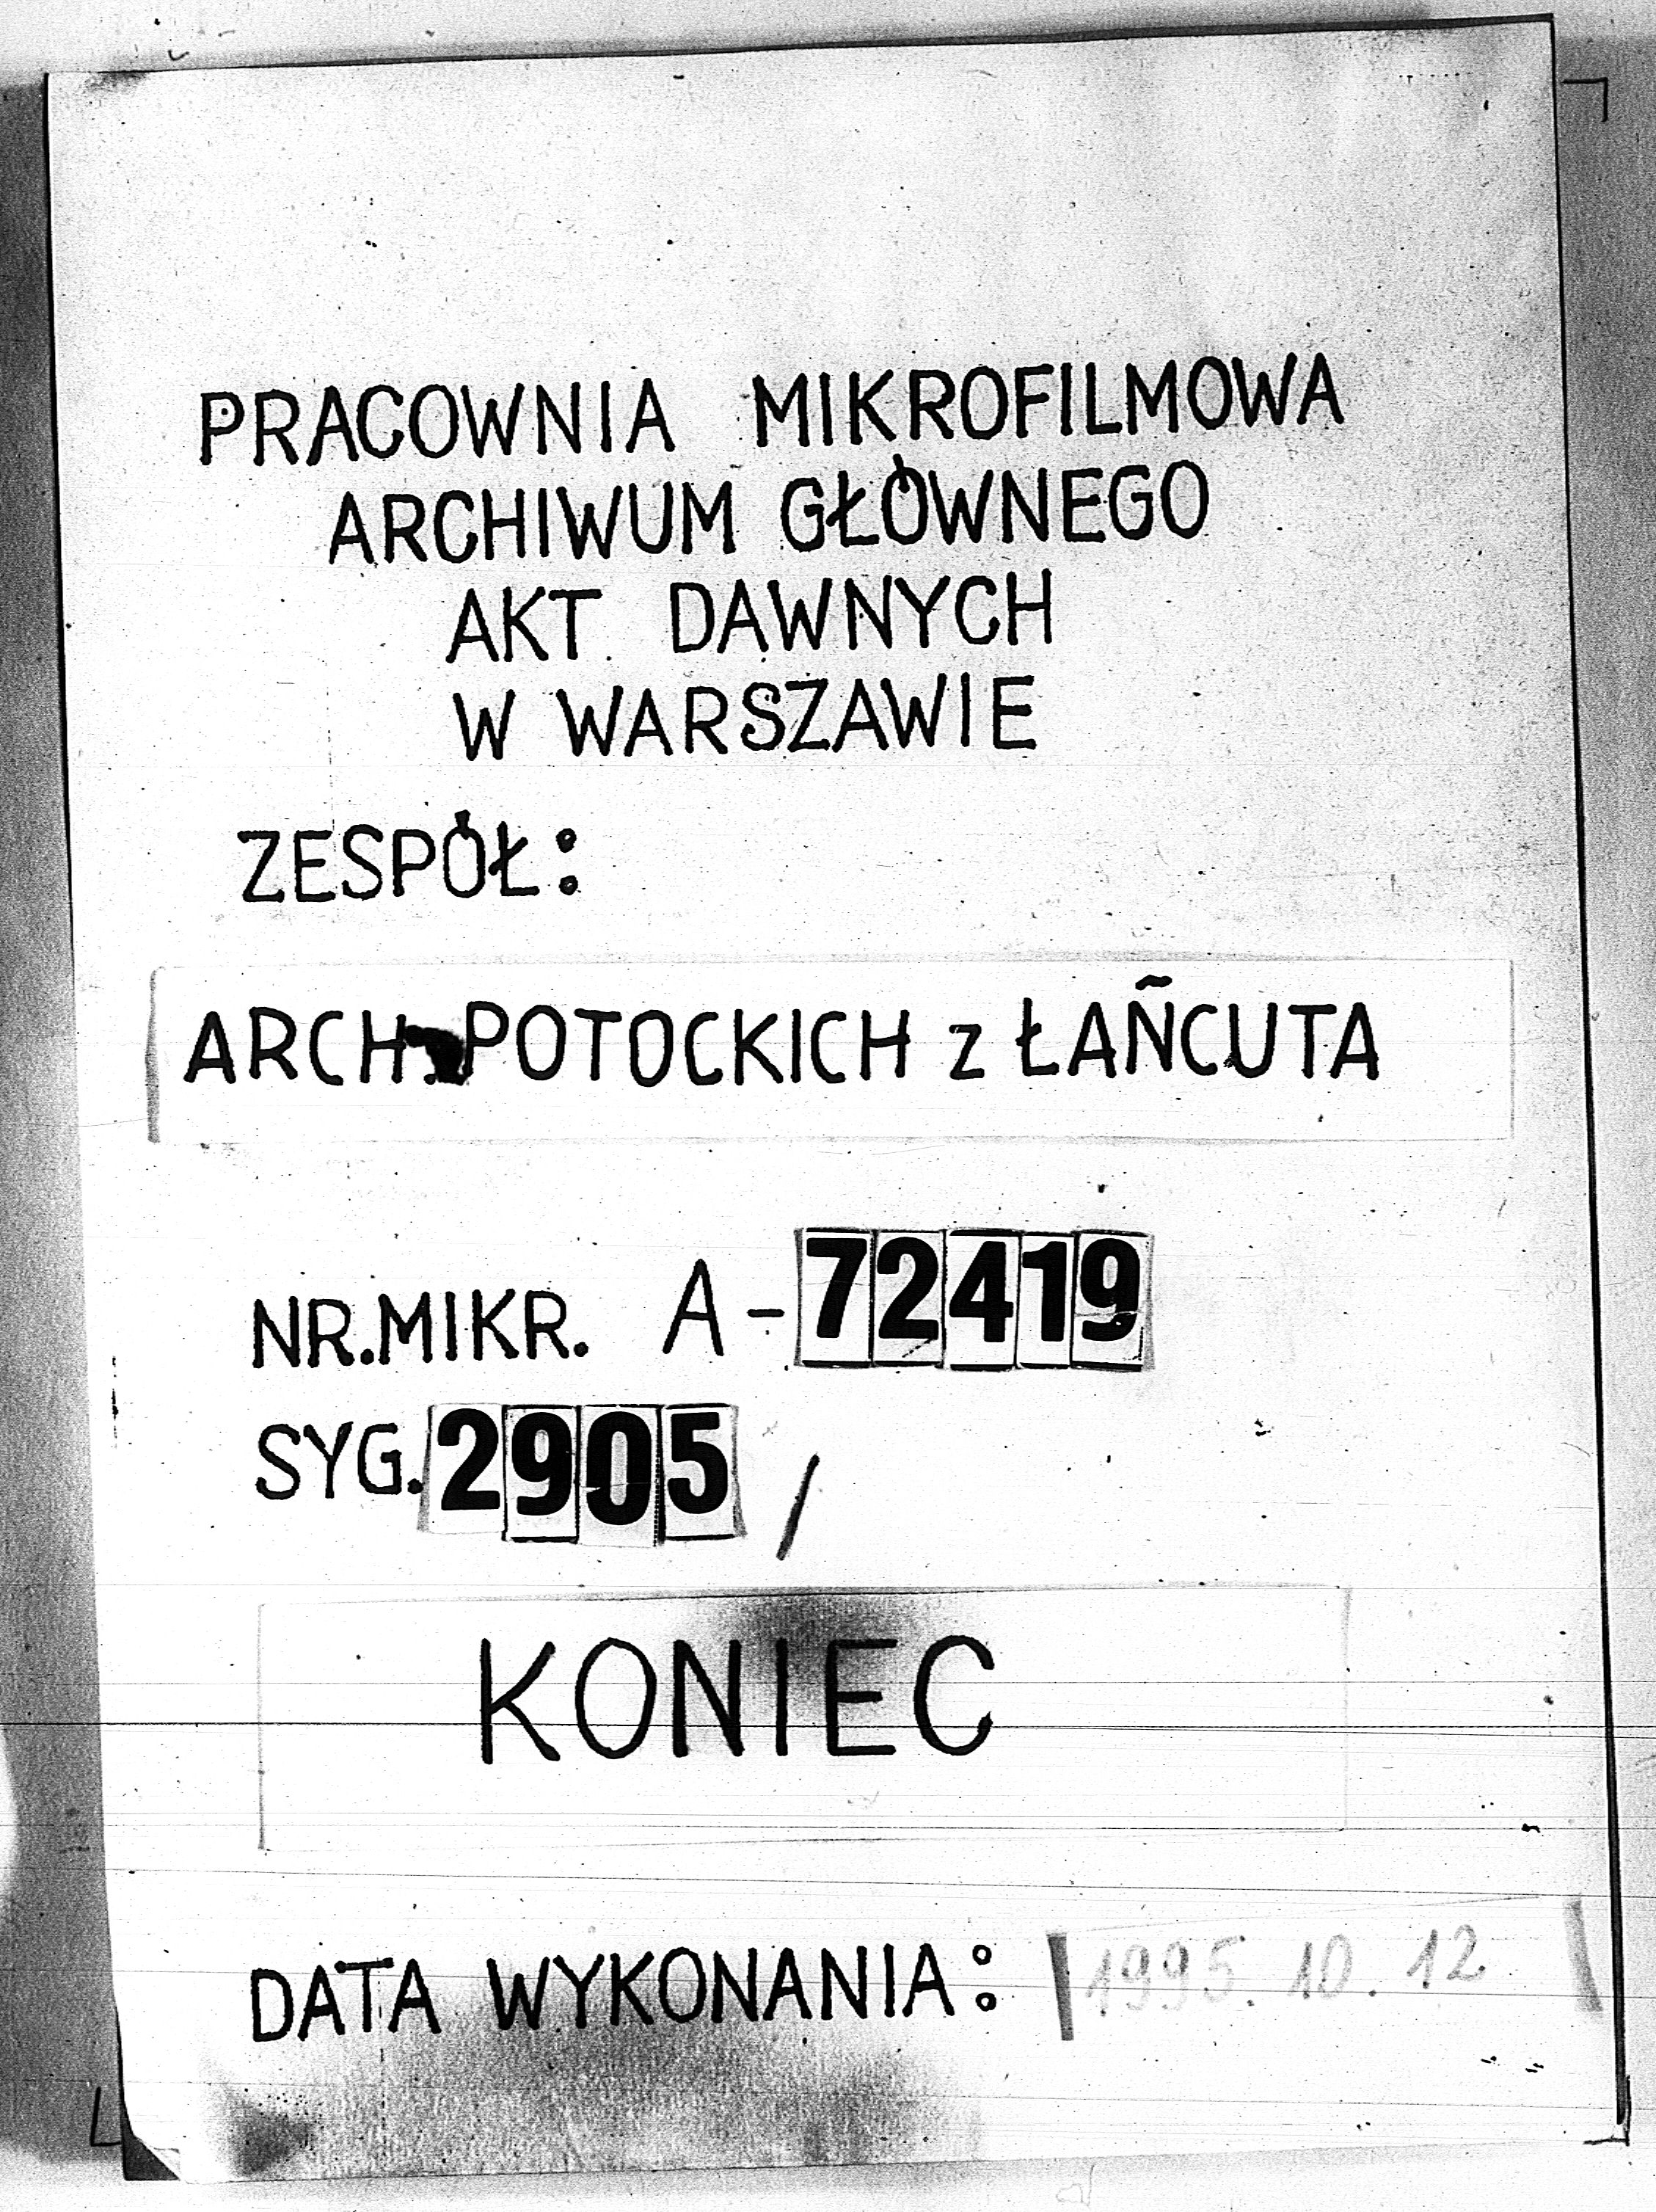 PRACOWNIA MIKROFILMOWA
ARCHIWUM GŁÓWNEGO
AKT DAWNYCH
W WARSZAWIE
ZESPÓŁ:
ARCH. POTOCKICH z ŁAÑCUTA
NR.MIKR. A-72419
SYG. 2905 /
KONIEC
DATA WYKONANIA: 1995. 10. 12